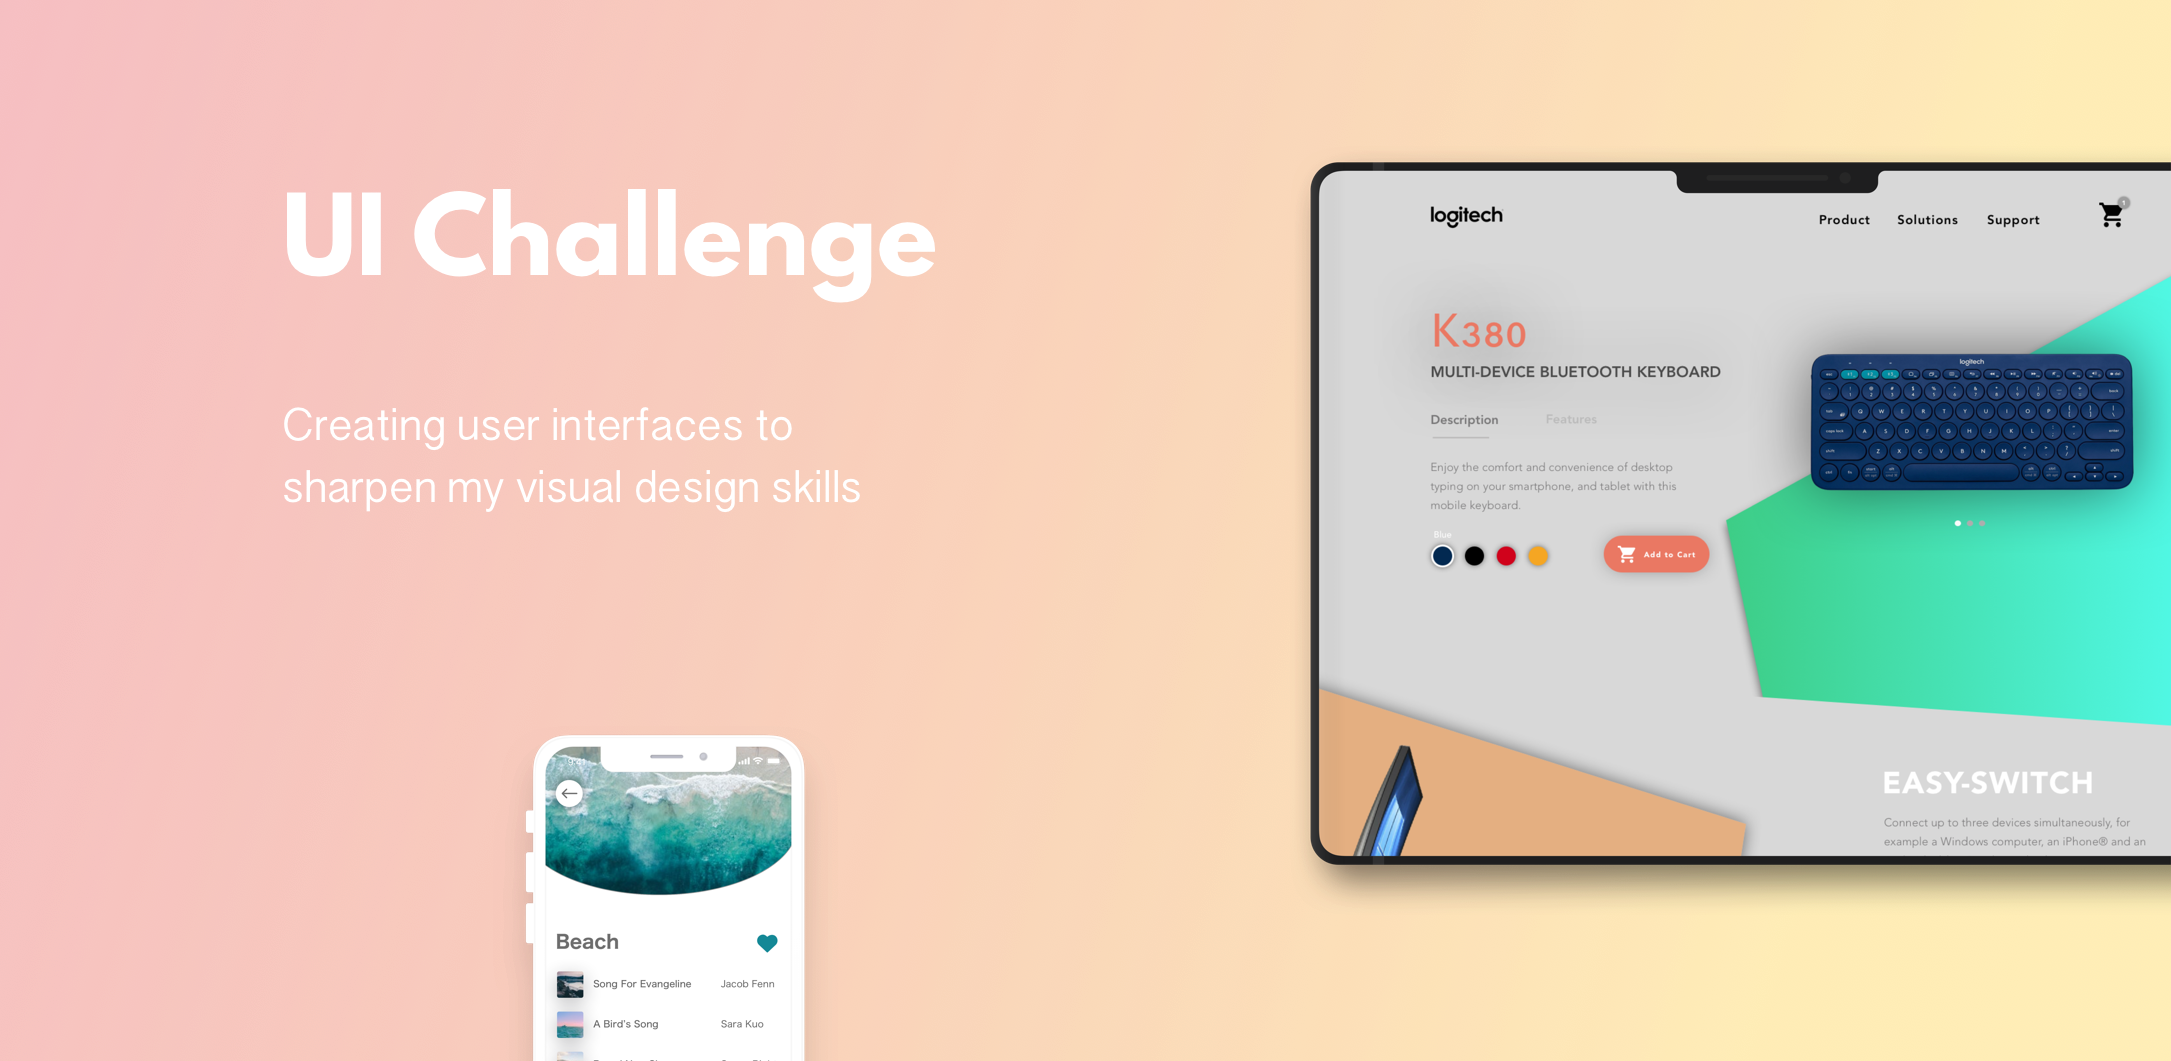 UI Challenge
Creating user interfaces to
sharpen my visual design skills
logitech
Product Solutions Support
1
K380
MULTI-DEVICE BLUETOOTH KEYBOARD
Description Features
Enjoy the comfort and convenience of desktop
typing on your smartphone, and tablet with this
mobile keyboard.
Blue
Add to Cart
logitech
EASY-SWITCH
Connect up to three devices simultaneously, for
example a Windows computer, an iPhone® and an
9:41
Beach
Song For Evangeline Jacob Fenn
A Bird's Song Sara Kuo